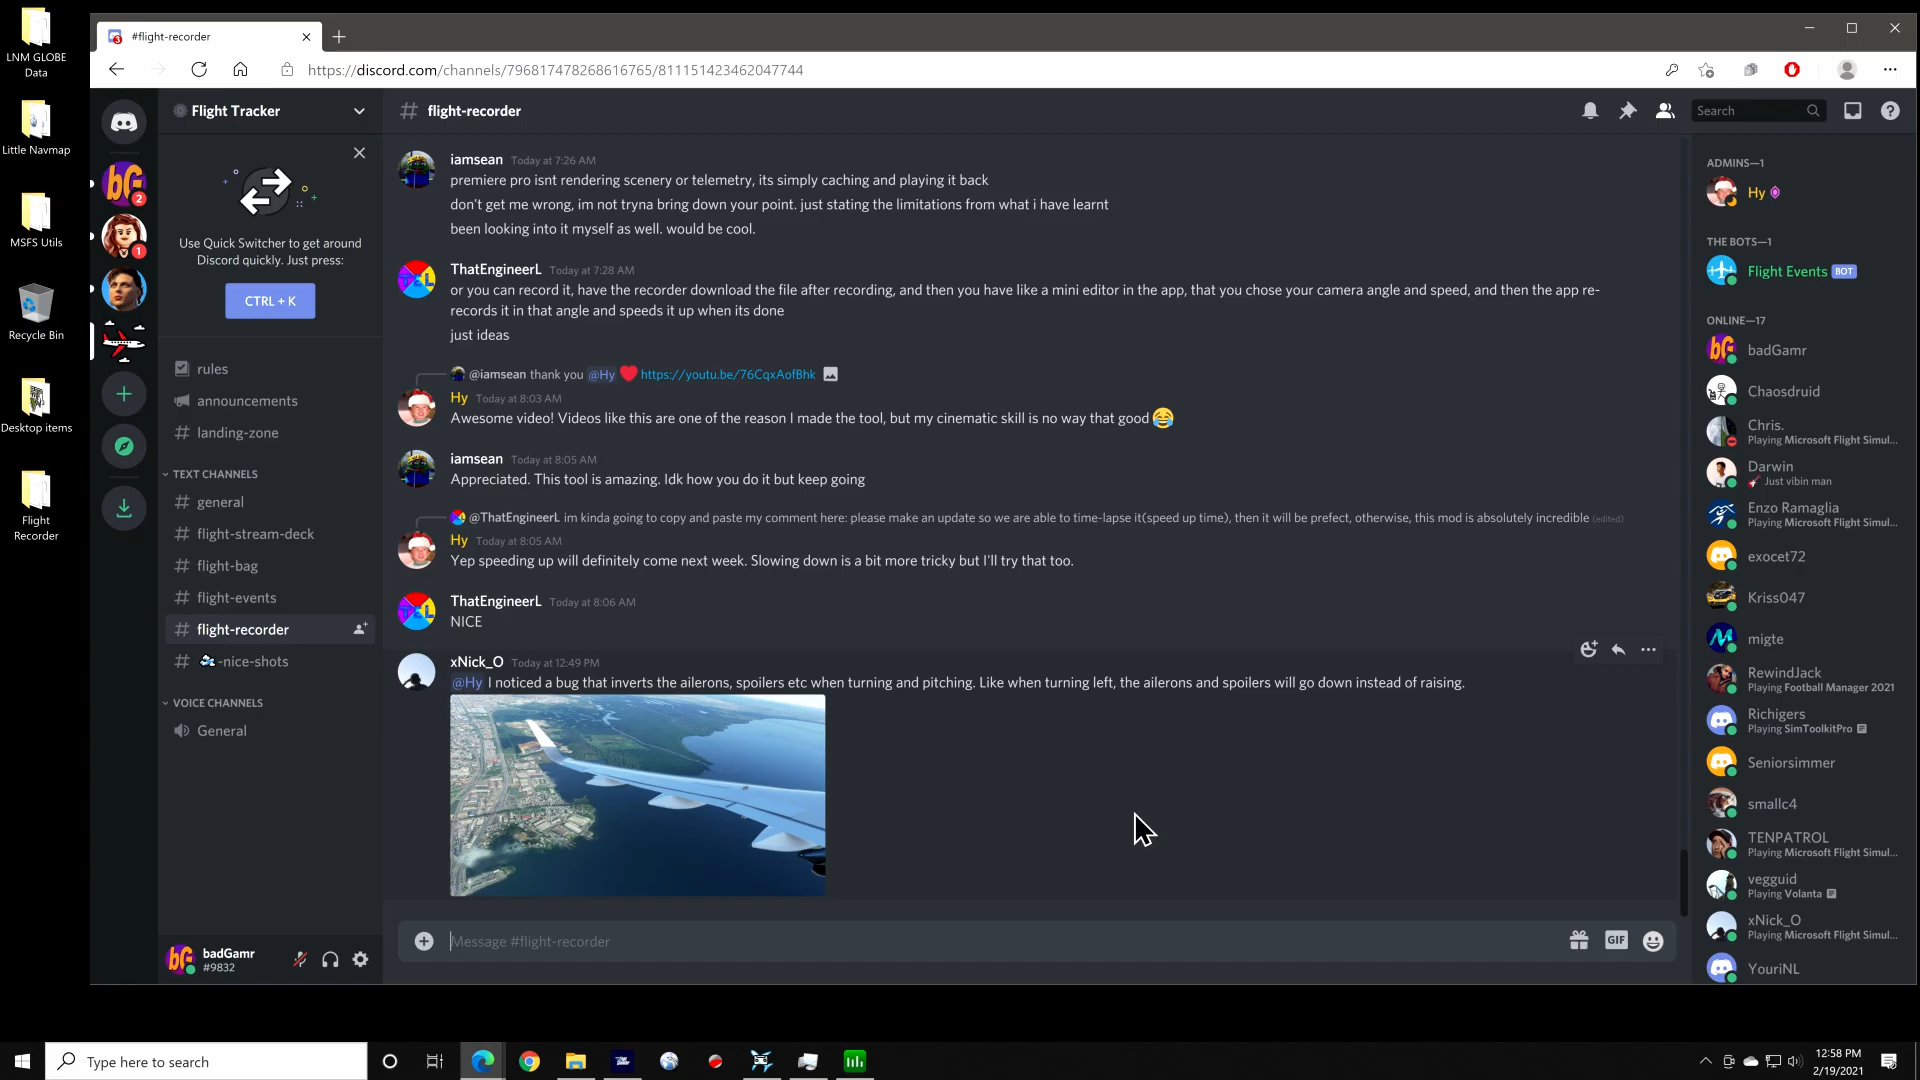 LNM GLOBE
Data
Little Navmap
MSFS Utils
Recycle Bin
Desktop items
Flight
Recorder
#flight-recorder
https://discord.com/channels/796817478268616765/811151423462047744
Flight Tracker
Use Quick Switcher to get around
Discord quickly. Just press:
CTRL + K
rules
announcements
landing-zone
TEXT CHANNELS
general
flight-stream-deck
flight-bag
flight-events
flight-recorder
-nice-shots
VOICE CHANNELS
General
badGamr
#9832
flight-recorder
Search
iamsean Today at 7:26 AM
premiere pro isnt rendering scenery or telemetry, its simply caching and playing it back
don't get me wrong, im not tryna bring down your point. just stating the limitations from what i have learnt
been looking into it myself as well. would be cool.
ThatEngineerL Today at 7:28 AM
or you can record it, have the recorder download the file after recording, and then you have like a mini editor in the app, that you chose your camera angle and speed, and then the app re-
records it in that angle and speeds it up when its done
just ideas
@iamsean thank you @Hy ❤️ https://youtu.be/76CqxAofBhk
Hy Today at 8:03 AM
Awesome video! Videos like this are one of the reason I made the tool, but my cinematic skill is no way that good 😂
iamsean Today at 8:05 AM
Appreciated. This tool is amazing. Idk how you do it but keep going
@ThatEngineerL im kinda going to copy and paste my comment here: please make an update so we are able to time-lapse it(speed up time), then it will be prefect, otherwise, this mod is absolutely incredible (edited)
Hy Today at 8:05 AM
Yep speeding up will definitely come next week. Slowing down is a bit more tricky but I'll try that too.
ThatEngineerL Today at 8:06 AM
NICE
xNick_O Today at 12:49 PM
@Hy I noticed a bug that inverts the ailerons, spoilers etc when turning and pitching. Like when turning left, the ailerons and spoilers will go down instead of raising.
Message #flight-recorder
GIF
ADMINS—1
Hy
THE BOTS—1
Flight Events BOT
ONLINE—17
badGamr
Chaosdruid
Chris.
Playing Microsoft Flight Simul...
Darwin
Just vibin man
Enzo Ramaglia
Playing Microsoft Flight Simul...
exocet72
Kriss047
migte
RewindJack
Playing Football Manager 2021
Richigers
Playing SimToolkitPro
Seniorsimmer
smallc4
TENPATROL
Playing Microsoft Flight Simul...
vegguid
Playing Volanta
xNick_O
Playing Microsoft Flight Simul...
YouriNL
Type here to search
12:58 PM
2/19/2021